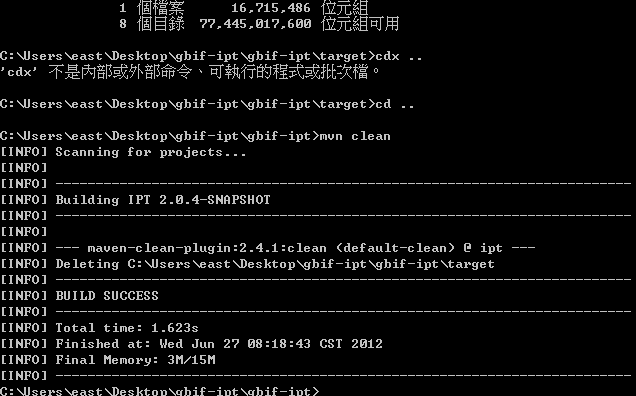 1 個檔案      16,715,486 位元組
8 個目錄  77,445,017,600 位元組可用
C:\Users\east\Desktop\gbif-ipt\gbif-ipt\target>cdx ..
'cdx' 不是內部或外部命令、可執行的程式或批次檔。
C:\Users\east\Desktop\gbif-ipt\gbif-ipt\target>cd ..
C:\Users\east\Desktop\gbif-ipt\gbif-ipt>mvn clean
[INFO] Scanning for projects...
[INFO]
[INFO] ------------------------------------------------------------------------
[INFO] Building IPT 2.0.4-SNAPSHOT
[INFO] ------------------------------------------------------------------------
[INFO]
[INFO] --- maven-clean-plugin:2.4.1:clean (default-clean) @ ipt ---
[INFO] Deleting C:\Users\east\Desktop\gbif-ipt\gbif-ipt\target
[INFO] ------------------------------------------------------------------------
[INFO] BUILD SUCCESS
[INFO] ------------------------------------------------------------------------
[INFO] Total time: 1.623s
[INFO] Finished at: Wed Jun 27 08:18:43 CST 2012
[INFO] Final Memory: 3M/15M
[INFO] ------------------------------------------------------------------------
C:\Users\east\Desktop\gbif-ipt\gbif-ipt>